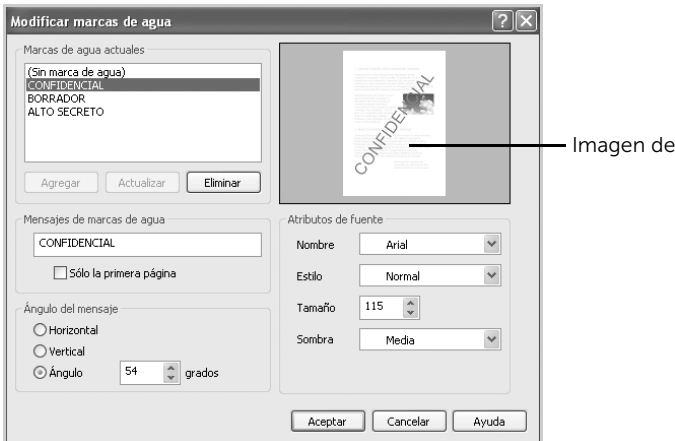 Modificar marcas de agua
Marcas de agua actuales
(Sin marca de agua)
CONFIDENCIAL
BORRADOR
ALTO SECRETO
Agregar Actualizar Eliminar
CONFIDENCIAL
Imagen de
Mensajes de marcas de agua
CONFIDENCIAL
Sólo la primera página
Ángulo del mensaje
Horizontal
Vertical
Ángulo 54 grados
Atributos de fuente
Nombre Arial
Estilo Normal
Tamaño 115
Sombra Media
Aceptar Cancelar Ayuda